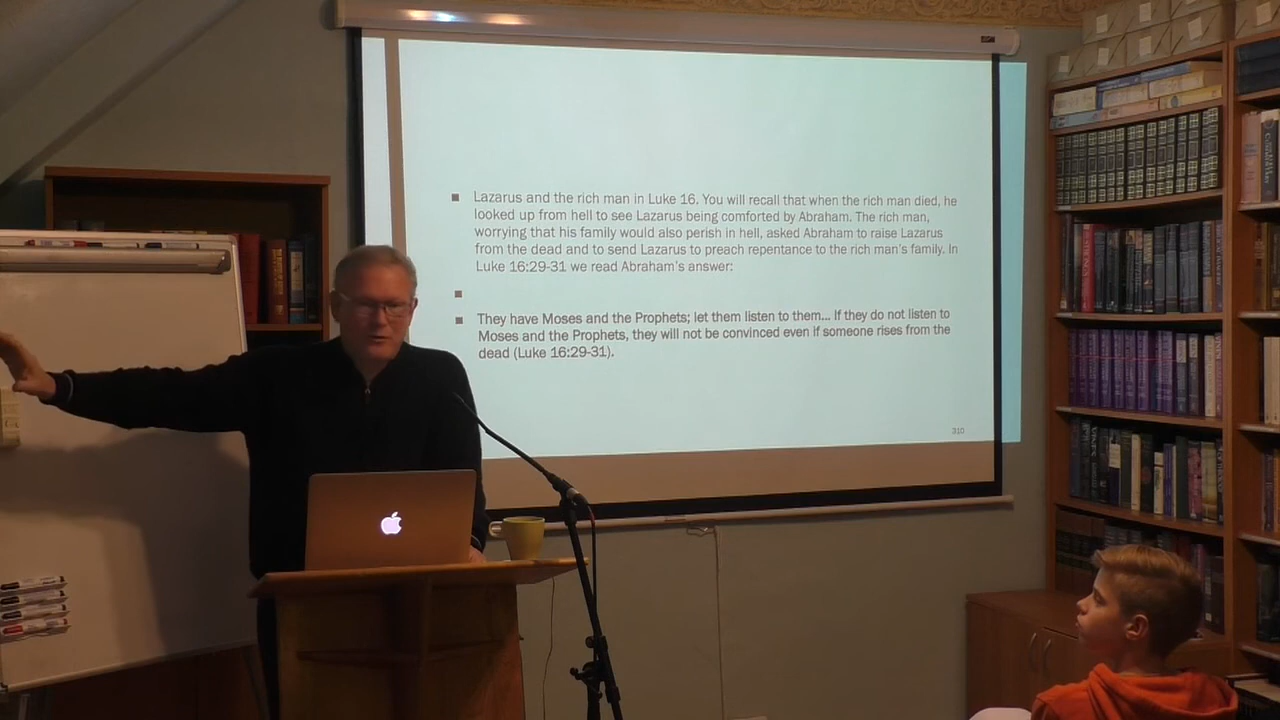 Lazarus and the rich man in Luke 16. You will recall that when the rich man died, he
looked up from hell to see Lazarus being comforted by Abraham. The rich man,
worrying that his family would also perish in hell, asked Abraham to raise Lazarus
from the dead and to send Lazarus to preach repentance to the rich man's family. In
Luke 16:29-31 we read Abraham's answer:
They have Moses and the Prophets; let them listen to them... If they do not listen to
Moses and the Prophets, they will not be convinced even if someone rises from the
dead (Luke 16:29-31).
310